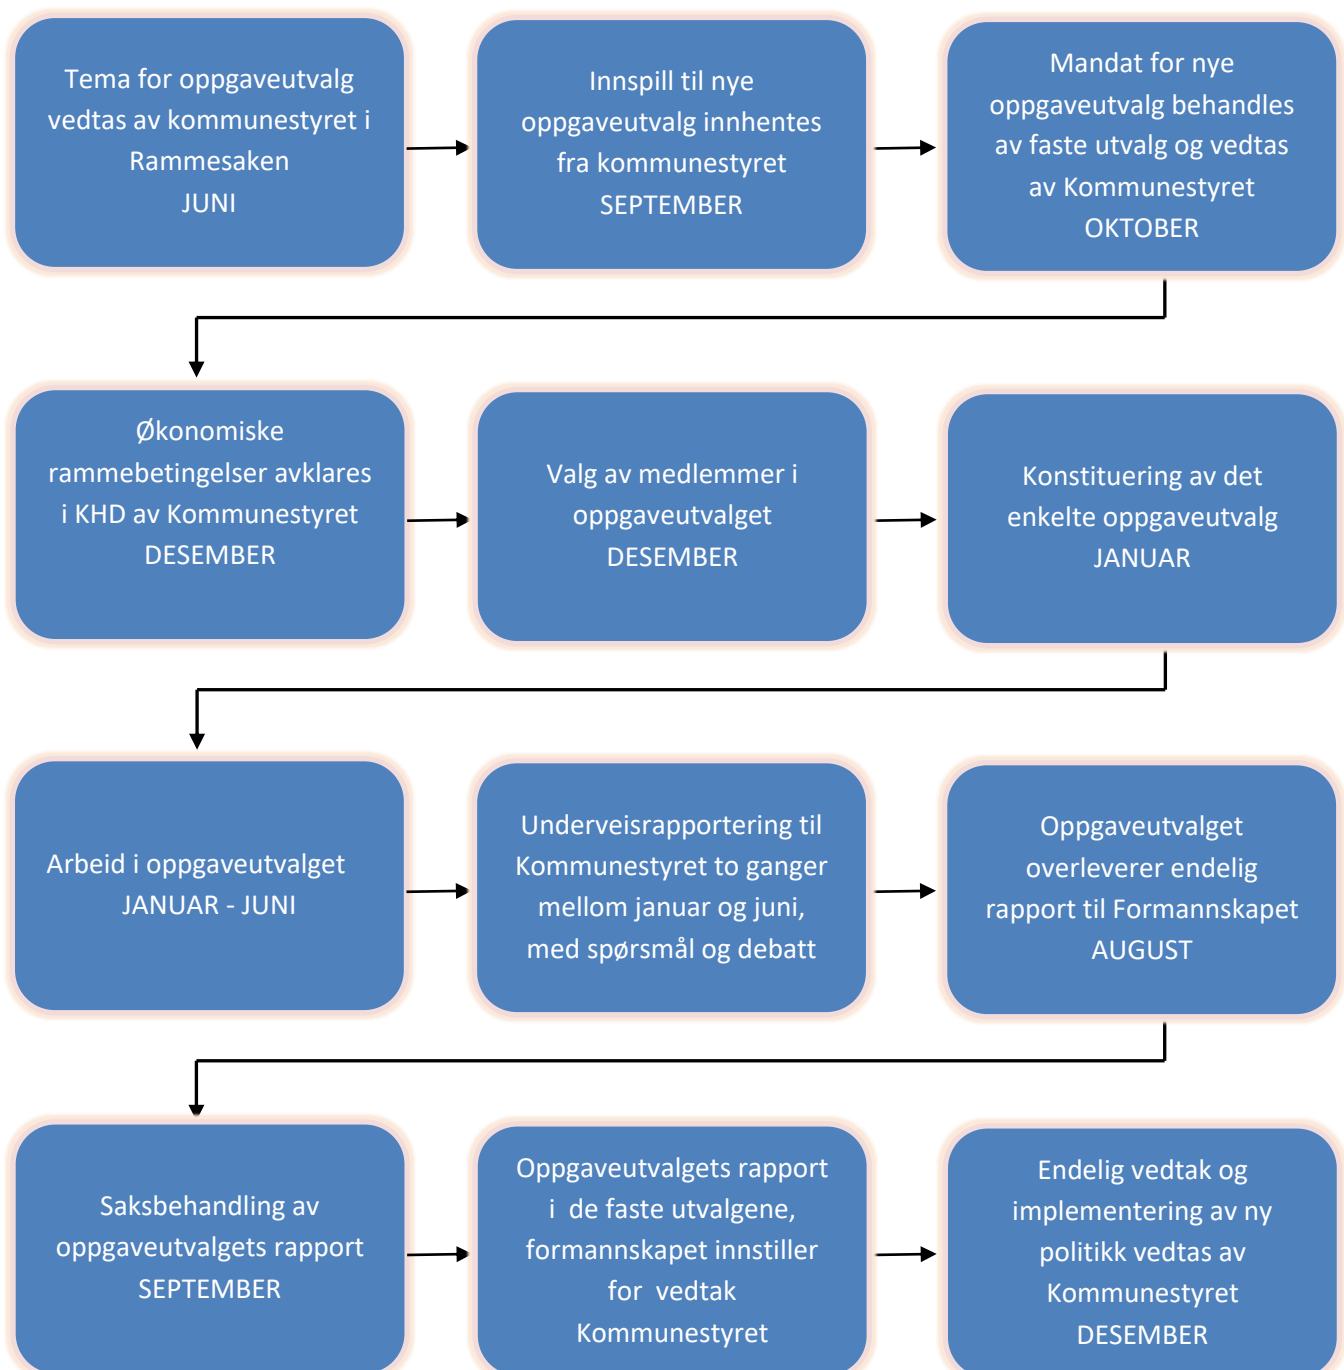 Tema for oppgaveutvalg
vedtas av kommunestyret i
Rammesaken
JUNI
Innspill til nye
oppgaveutvalg innhentes
fra kommunestyret
SEPTEMBER
Mandat for nye
oppgaveutvalg behandles
av faste utvalg og vedtas
av Kommunestyret
OKTOBER
Økonomiske
rammebetingelser avklares
i KHD av Kommunestyret
DESEMBER
Valg av medlemmer i
oppgaveutvalget
DESEMBER
Konstituering av det
enkelte oppgaveutvalg
JANUAR
Arbeid i oppgaveutvalget
JANUAR - JUNI
Underveisrapportering til
Kommunestyret to ganger
mellom januar og juni,
med spørsmål og debatt
Oppgaveutvalget
overleverer endelig
rapport til Formannskapet
AUGUST
Saksbehandling av
oppgaveutvalgets rapport
SEPTEMBER
Oppgaveutvalgets rapport
i de faste utvalgene,
formannskapet innstiller
for vedtak
Kommunestyret
Endelig vedtak og
implementering av ny
politikk vedtas av
Kommunestyret
DESEMBER